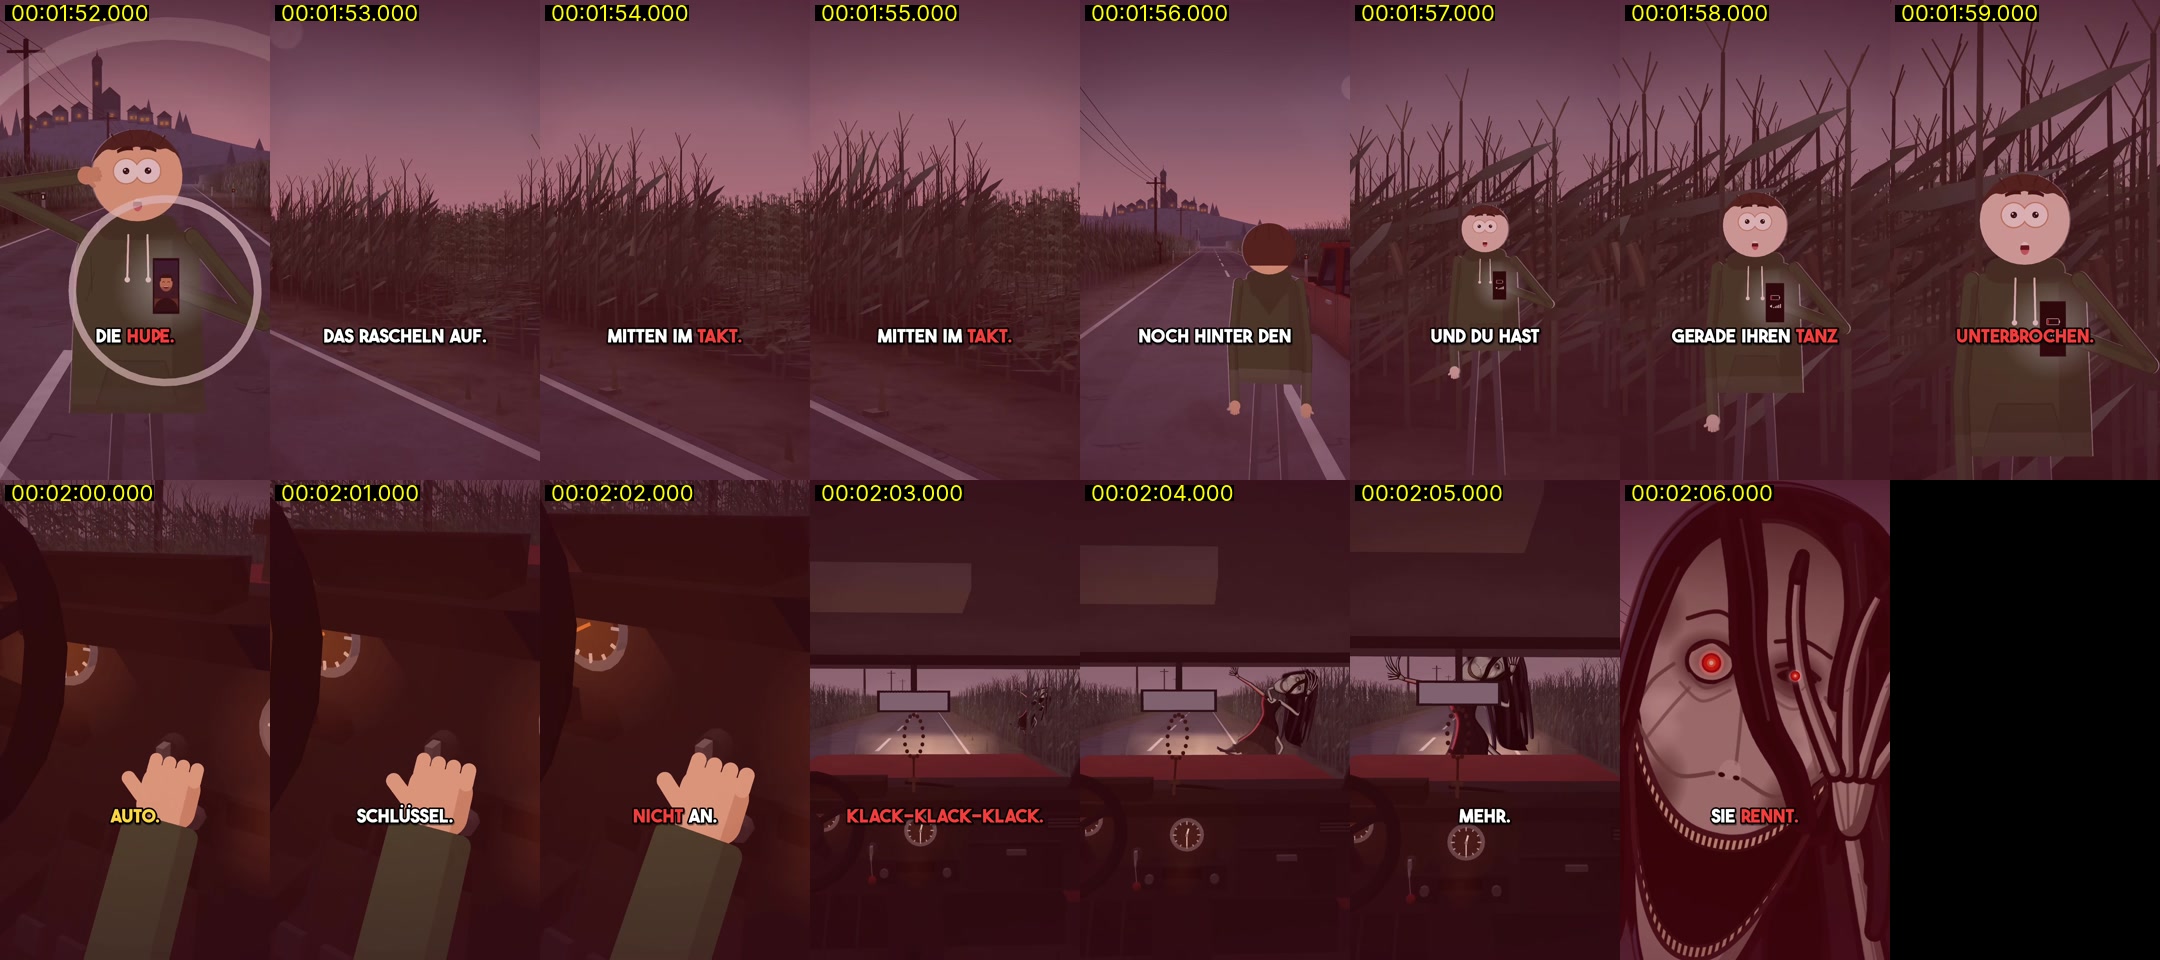 00:01:52.000
DIE HUPE.
00:01:53.000
DAS RASCHELN AUF.
00:01:54.000
MITTEN IM TAKT.
00:01:55.000
MITTEN IM TAKT.
00:01:56.000
NOCH HINTER DEN
00:01:57.000
UND DU HAST
00:01:58.000
GERADE IHREN TANZ
00:01:59.000
UNTERBROCHEN.
00:02:00.000
AUTO.
00:02:01.000
SCHLÜSSEL.
00:02:02.000
NICHT AN.
00:02:03.000
KLACK-KLACK-KLACK.
00:02:04.000
00:02:05.000
MEHR.
00:02:06.000
SIE RENNT.